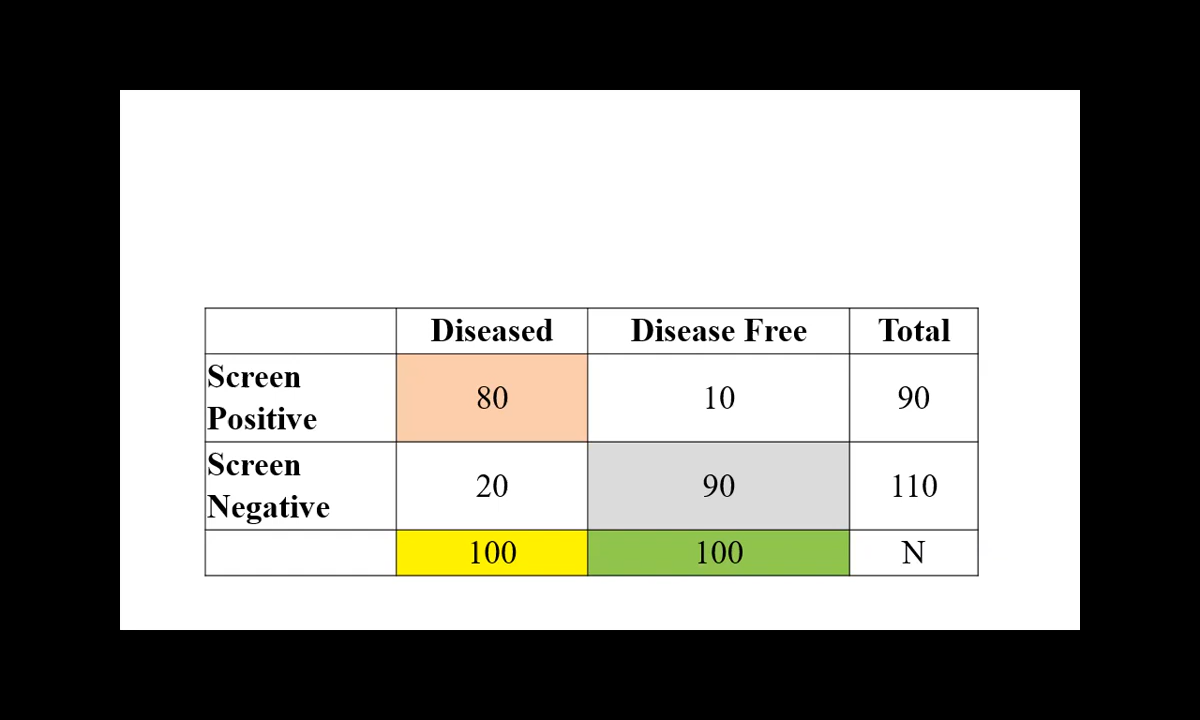 Diseased Disease Free Total
Screen
Positive 80 10 90
Screen
Negative 20 90 110
100 100 N